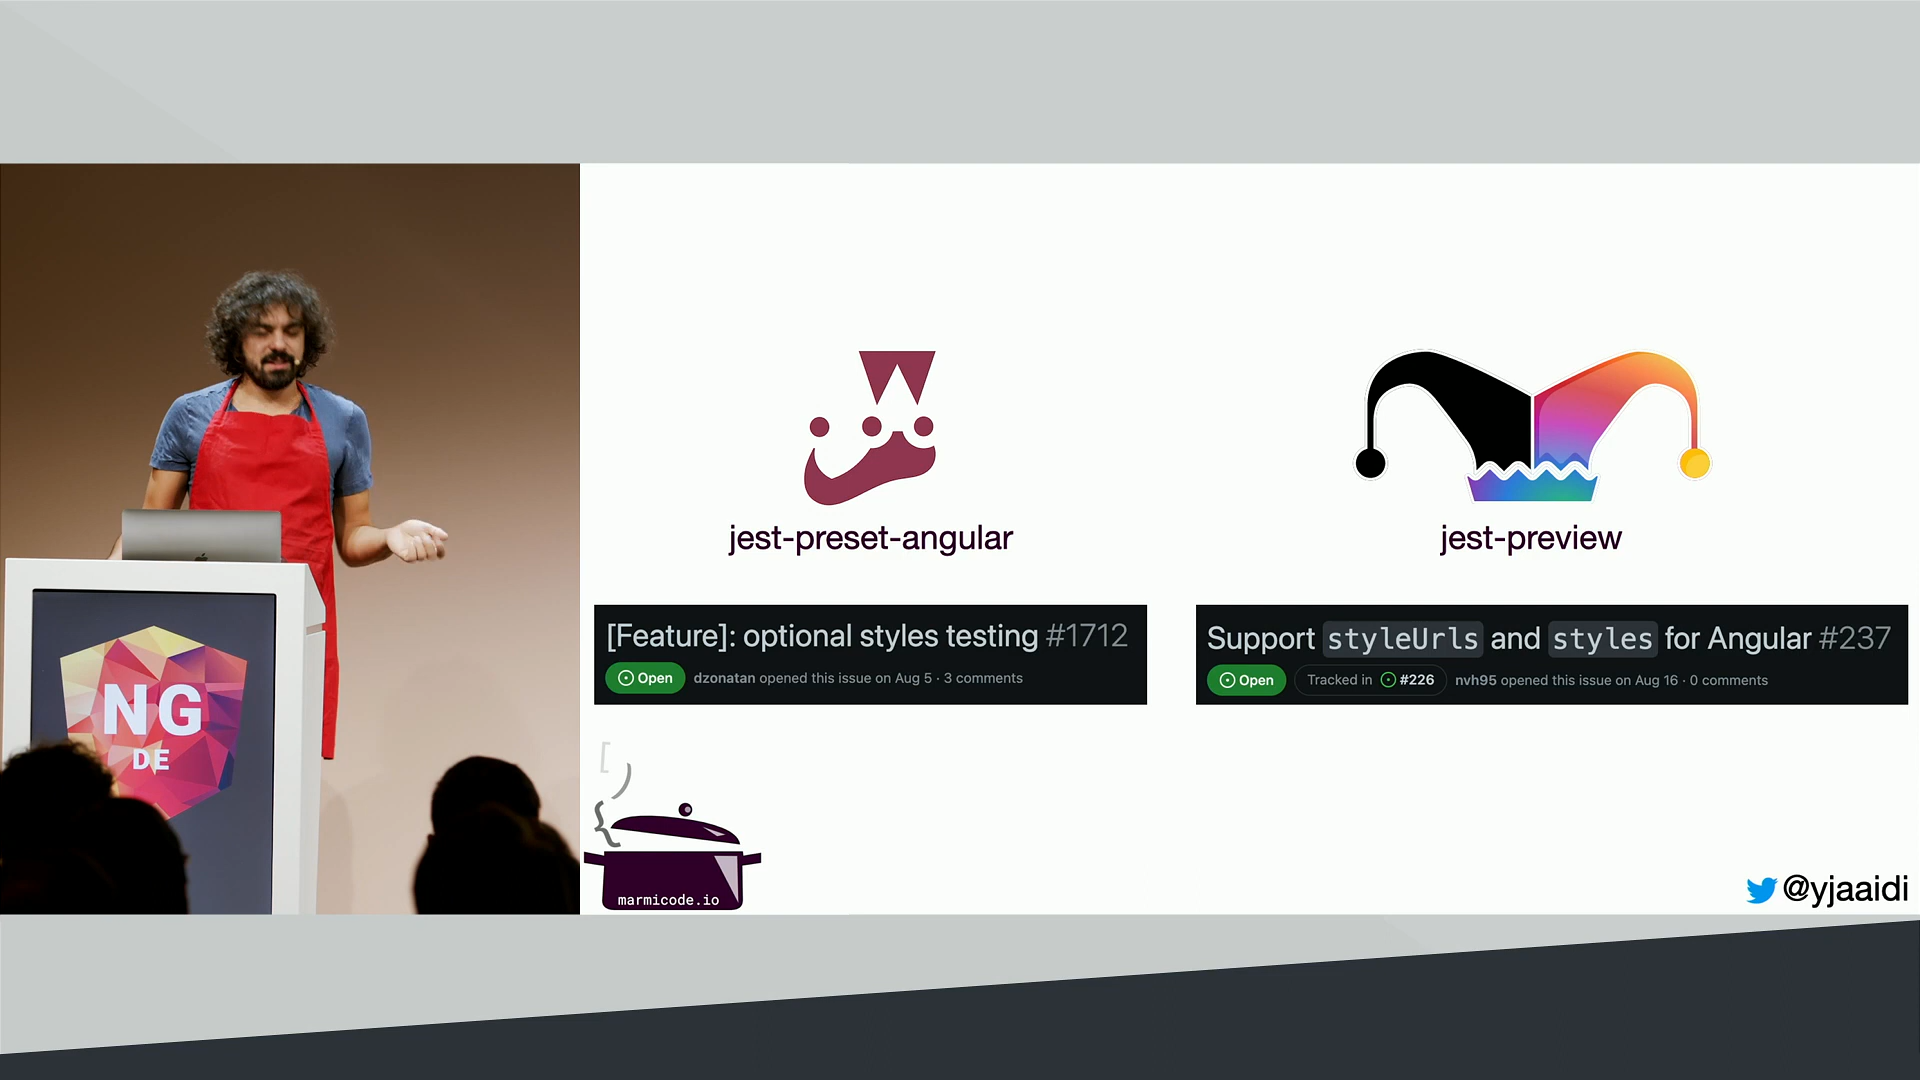 jest-preset-angular
jest-preview
[Feature]: optional styles testing #1712
Open dzonatan opened this issue on Aug 5 · 3 comments
Support styleUrls and styles for Angular #237
Open Tracked in #226 nvh95 opened this issue on Aug 16 · 0 comments
NG
DE
[
)
{
marmicode.io
@yjaaidi